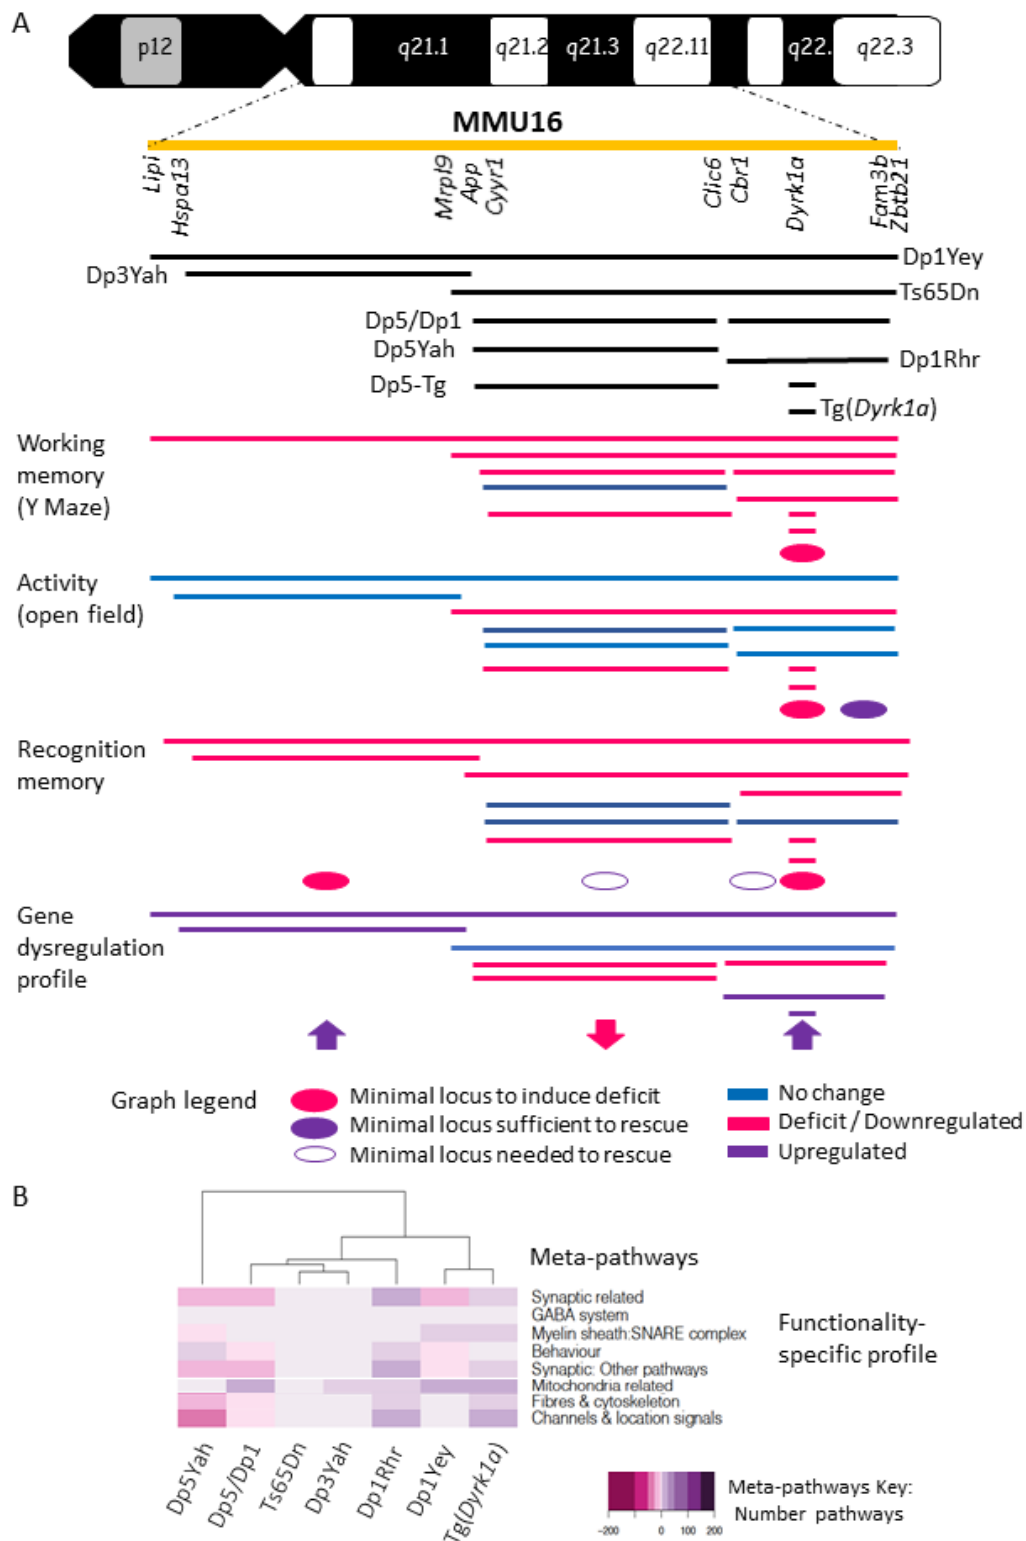 A
p12
q21.1
q21.2
q21.3
q22.11
q22.
q22.3
MMU16
Lipi
Hspa13
Mrpl9
App
Cyyr1
Clic6
Cbr1
Dyrk1a
Fam3b
Zbtb21
Dp1Yey
Dp3Yah
Ts65Dn
Dp5/Dp1
Dp5Yah
Dp1Rhr
Dp5-Tg
Tg(Dyrk1a)
Working
memory
(Y Maze)
Activity
(open field)
Recognition
memory
Gene
dysregulation
profile
Graph legend
Minimal locus to induce deficit
Minimal locus sufficient to rescue
Minimal locus needed to rescue
No change
Deficit / Downregulated
Upregulated
B
Meta-pathways
Synaptic related
GABA system
Myelin sheath:SNARE complex
Behaviour
Synaptic: Other pathways
Mitochondria related
Fibres & cytoskeleton
Channels & location signals
Functionality-
specific profile
Dp5Yah
Dp5/Dp1
Ts65Dn
Dp3Yah
Dp1Rhr
Dp1Yey
Tg(Dyrk1a)
Meta-pathways Key:
Number pathways
-200 0 100 200